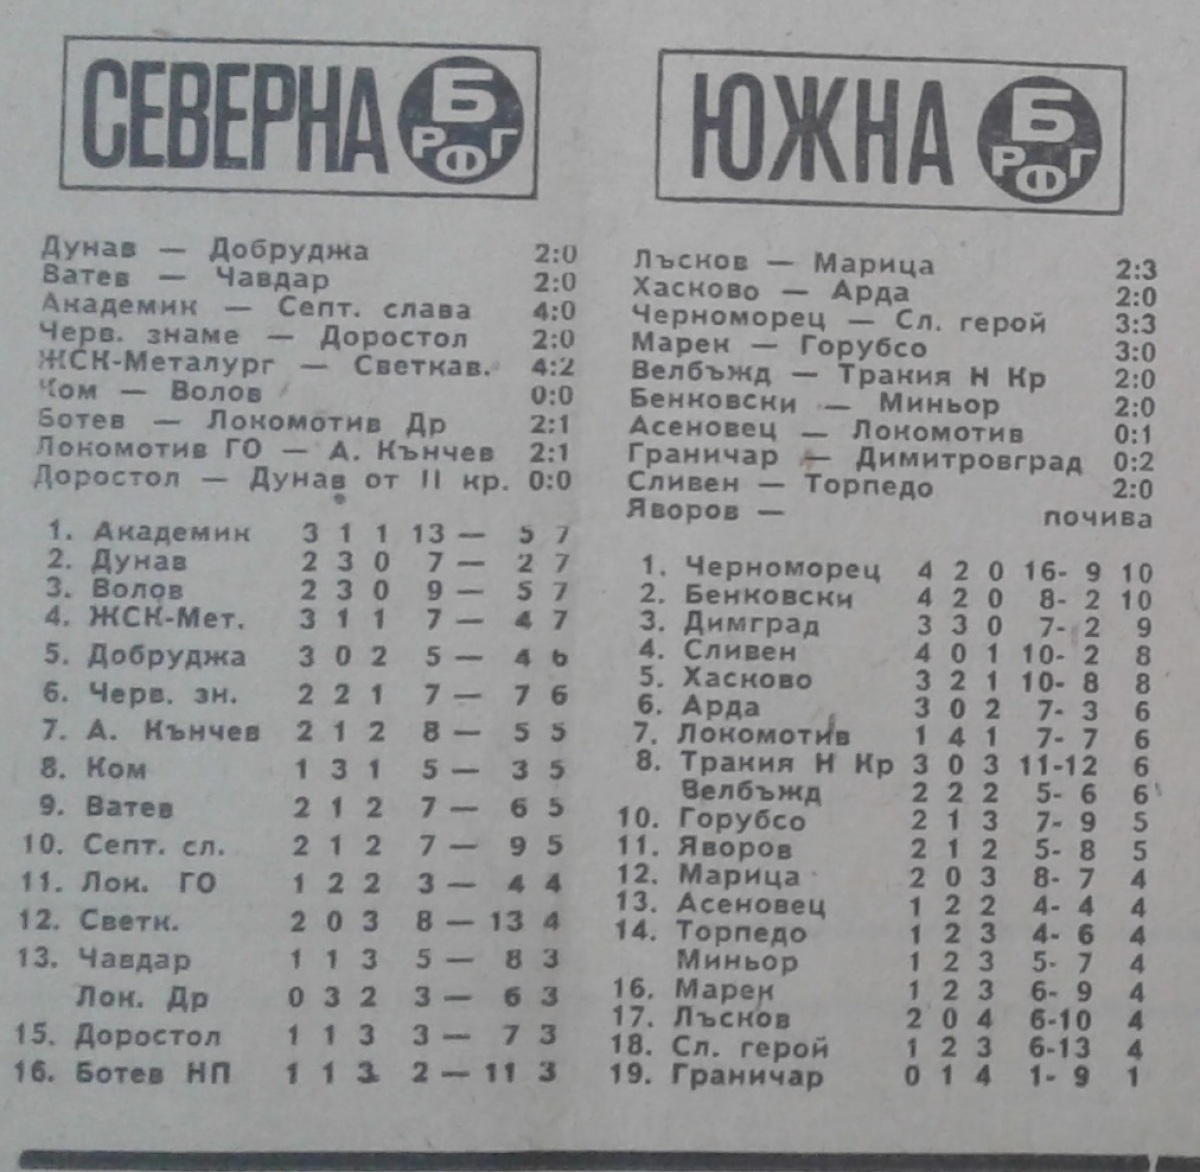 СЕВЕРНА Б РФГ
Дунав — Добруджа 2:0
Ватев — Чавдар 2:0
Академик — Септ. слава 4:0
Черв. знаме — Доростол 2:0
ЖСК-Металург — Светкав. 4:2
Ком — Волов 0:0
Ботев — Локомотив Др 2:1
Локомотив ГО — А. Кънчев 2:1
Доростол — Дунав от II кр. 0:0
1. Академик 3 1 1 13 — 5 7
2. Дунав 2 3 0 7 — 2 7
3. Волов 2 3 0 9 — 5 7
4. ЖСК-Мет. 3 1 1 7 — 4 7
5. Добруджа 3 0 2 5 — 4 6
6. Черв. зн. 2 2 1 7 — 7 6
7. А. Кънчев 2 1 2 8 — 5 5
8. Ком 1 3 1 5 — 3 5
9. Ватев 2 1 2 7 — 6 5
10. Септ. сл. 2 1 2 7 — 9 5
11. Лок. ГО 1 2 2 3 — 4 4
12. Светк. 2 0 3 8 — 13 4
13. Чавдар 1 1 3 5 — 8 3
Лок. Др 0 3 2 3 — 6 3
15. Доростол 1 1 3 3 — 7 3
16. Ботев НП 1 1 3 2 — 11 3
ЮЖНА Б РФГ
Лъсков — Марица 2:3
Хасково — Арда 2:0
Черноморец — Сл. герой 3:3
Марек — Горубсо 3:0
Велбъжд — Тракия Н Кр 2:0
Бенковски — Миньор 2:0
Асеновец — Локомотив 0:1
Граничар — Димитровград 0:2
Сливен — Торпедо 2:0
Яворов — почива
1. Черноморец 4 2 0 16- 9 10
2. Бенковски 4 2 0 8- 2 10
3. Димград 3 3 0 7- 2 9
4. Сливен 4 0 1 10- 2 8
5. Хасково 3 2 1 10- 8 8
6. Арда 3 0 2 7- 3 6
7. Локомотив 1 4 1 7- 7 6
8. Тракия Н Кр 3 0 3 11-12 6
Велбъжд 2 2 2 5- 6 6
10. Горубсо 2 1 3 7- 9 5
11. Яворов 2 1 2 5- 8 5
12. Марица 2 0 3 8- 7 4
13. Асеновец 1 2 2 4- 4 4
14. Торпедо 1 2 3 4- 6 4
Миньор 1 2 3 5- 7 4
16. Марек 1 2 3 6- 9 4
17. Лъсков 2 0 4 6-10 4
18. Сл. герой 1 2 3 6-13 4
19. Граничар 0 1 4 1- 9 1